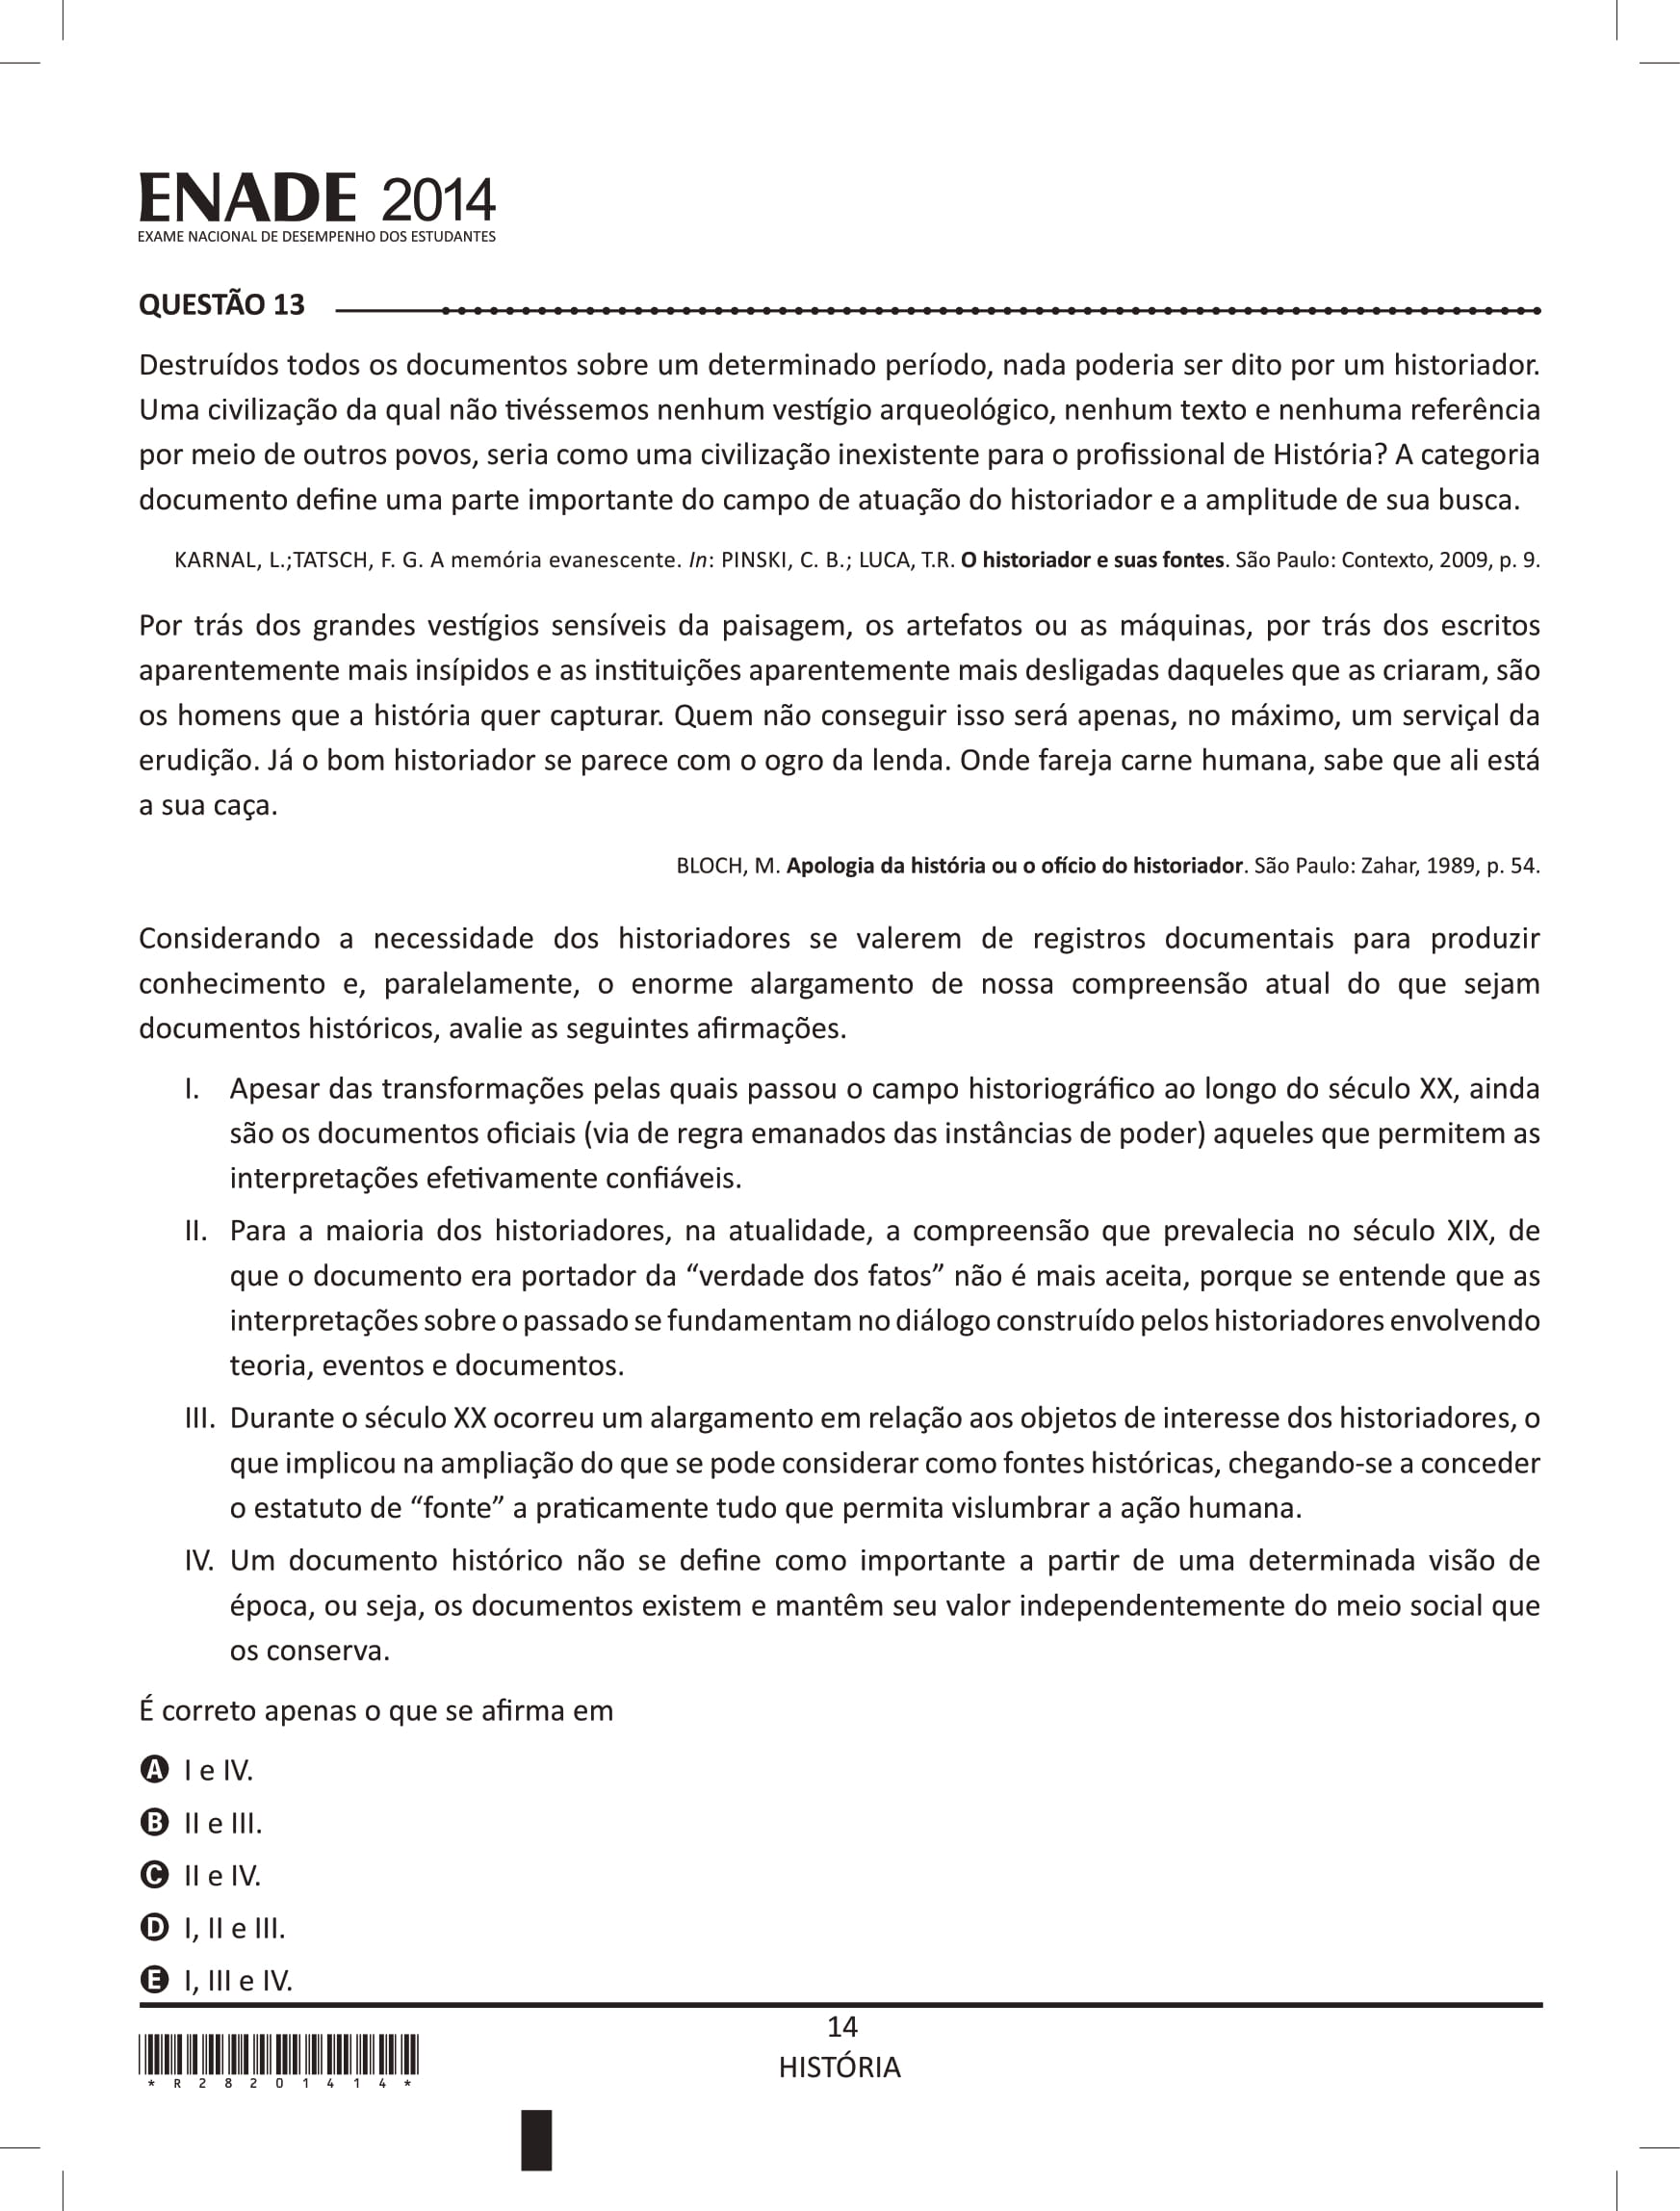 ENADE 2014
EXAME NACIONAL DE DESEMPENHO DOS ESTUDANTES
QUESTÃO 13
Destruídos todos os documentos sobre um determinado período, nada poderia ser dito por um historiador.
Uma civilização da qual não tivéssemos nenhum vestígio arqueológico, nenhum texto e nenhuma referência
por meio de outros povos, seria como uma civilização inexistente para o profissional de História? A categoria
documento define uma parte importante do campo de atuação do historiador e a amplitude de sua busca.
KARNAL, L.;TATSCH, F. G. A memória evanescente. In: PINSKI, C. B.; LUCA, T.R. O historiador e suas fontes. São Paulo: Contexto, 2009, p. 9.
Por trás dos grandes vestígios sensíveis da paisagem, os artefatos ou as máquinas, por trás dos escritos
aparentemente mais insípidos e as instituições aparentemente mais desligadas daqueles que as criaram, são
os homens que a história quer capturar. Quem não conseguir isso será apenas, no máximo, um serviçal da
erudição. Já o bom historiador se parece com o ogro da lenda. Onde fareja carne humana, sabe que ali está
a sua caça.
BLOCH, M. Apologia da história ou o ofício do historiador. São Paulo: Zahar, 1989, p. 54.
Considerando a necessidade dos historiadores se valerem de registros documentais para produzir
conhecimento e, paralelamente, o enorme alargamento de nossa compreensão atual do que sejam
documentos históricos, avalie as seguintes afirmações.
I. Apesar das transformações pelas quais passou o campo historiográfico ao longo do século XX, ainda
são os documentos oficiais (via de regra emanados das instâncias de poder) aqueles que permitem as
interpretações efetivamente confiáveis.
II. Para a maioria dos historiadores, na atualidade, a compreensão que prevalecia no século XIX, de
que o documento era portador da “verdade dos fatos” não é mais aceita, porque se entende que as
interpretações sobre o passado se fundamentam no diálogo construído pelos historiadores envolvendo
teoria, eventos e documentos.
III. Durante o século XX ocorreu um alargamento em relação aos objetos de interesse dos historiadores, o
que implicou na ampliação do que se pode considerar como fontes históricas, chegando-se a conceder
o estatuto de “fonte” a praticamente tudo que permita vislumbrar a ação humana.
IV. Um documento histórico não se define como importante a partir de uma determinada visão de
época, ou seja, os documentos existem e mantêm seu valor independentemente do meio social que
os conserva.
É correto apenas o que se afirma em
A I e IV.
B II e III.
C II e IV.
D I, II e III.
E I, III e IV.
14
HISTÓRIA
*R28201414*